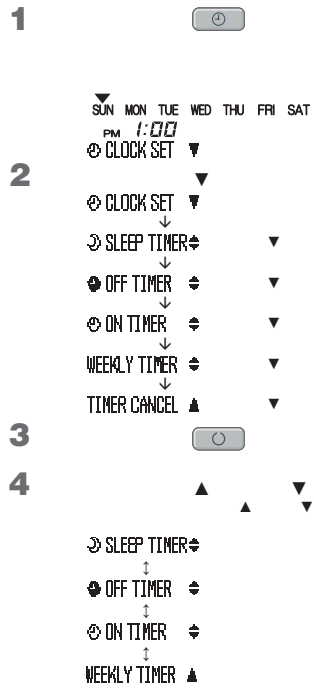 1
SUN MON TUE WED THU FRI SAT
PM 1:00
CLOCK SET ▼
2 ▼
CLOCK SET ▼
↓
SLEEP TIMER ▼
↓
OFF TIMER ▼
↓
ON TIMER ▼
↓
WEEKLY TIMER ▼
↓
TIMER CANCEL ▲ ▼
3
4 ▲ ▼
▲ ▼
SLEEP TIMER
↕
OFF TIMER
↕
ON TIMER
↕
WEEKLY TIMER ▲